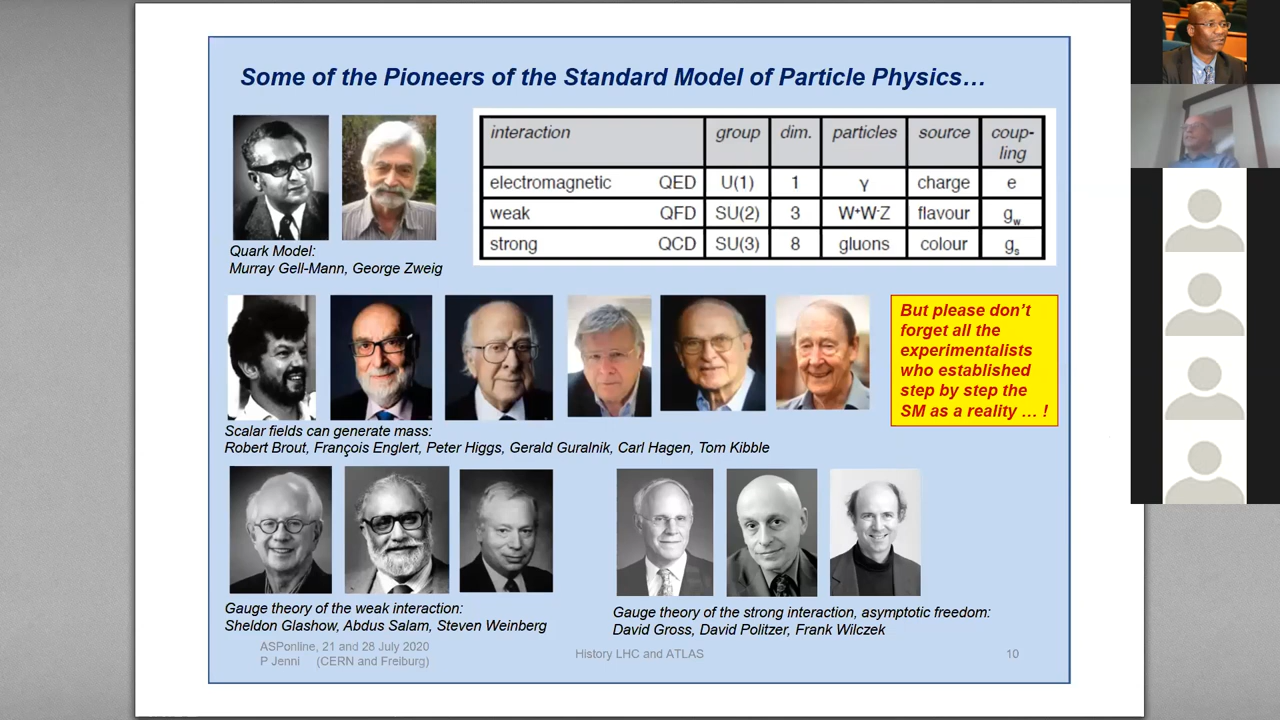 Some of the Pioneers of the Standard Model of Particle Physics…
interaction group dim. particles source coup-
ling
electromagnetic QED U(1) 1 γ charge e
weak QFD SU(2) 3 W⁺W⁻Z flavour g_w
strong QCD SU(3) 8 gluons colour g_s
Quark Model:
Murray Gell-Mann, George Zweig
But please don’t
forget all the
experimentalists
who established
step by step the
SM as a reality … !
Scalar fields can generate mass:
Robert Brout, François Englert, Peter Higgs, Gerald Guralnik, Carl Hagen, Tom Kibble
Gauge theory of the weak interaction:
Sheldon Glashow, Abdus Salam, Steven Weinberg
Gauge theory of the strong interaction, asymptotic freedom:
David Gross, David Politzer, Frank Wilczek
ASPonline, 21 and 28 July 2020
P Jenni (CERN and Freiburg)
History LHC and ATLAS
10